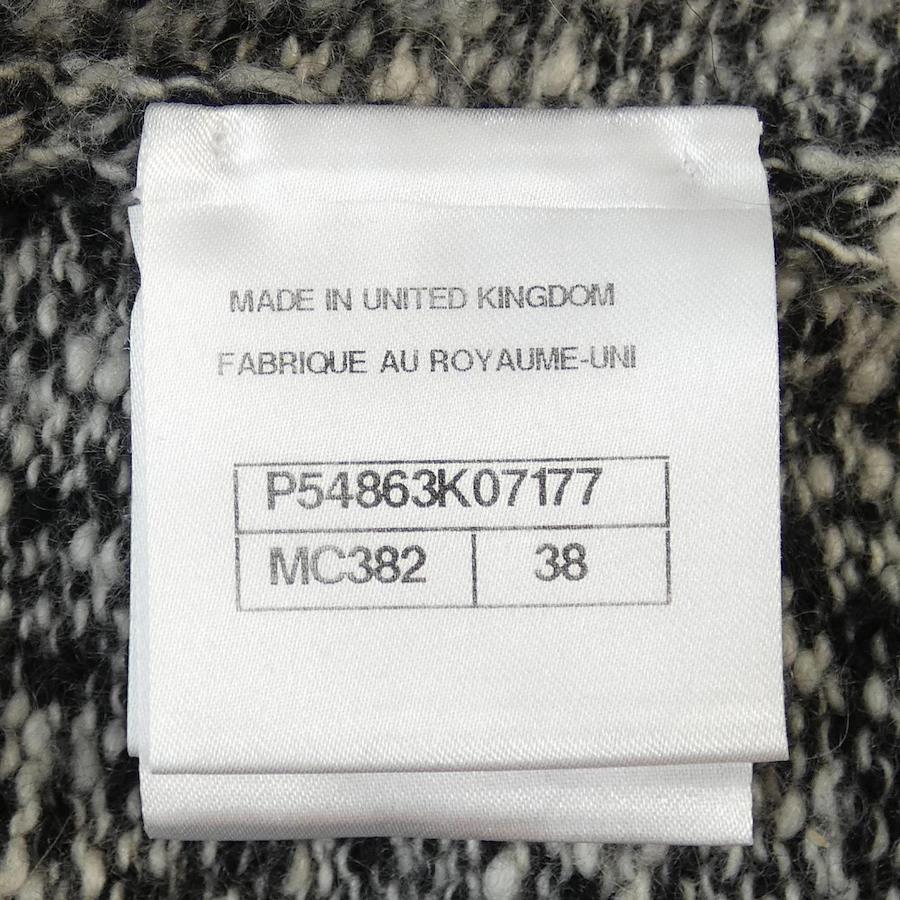 MADE IN UNITED KINGDOM
FABRIQUE AU ROYAUME-UNI
P54863K07177
MC382 38